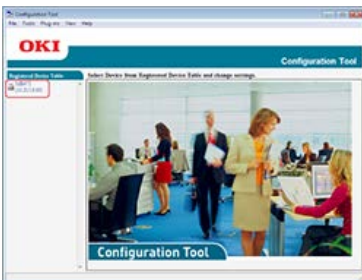 Configuration Tool
File Tools Plug-ins View Help
OKI
Configuration Tool
Registered Device Table
Select Device from Registered Device Table and change settings.
Configuration Tool